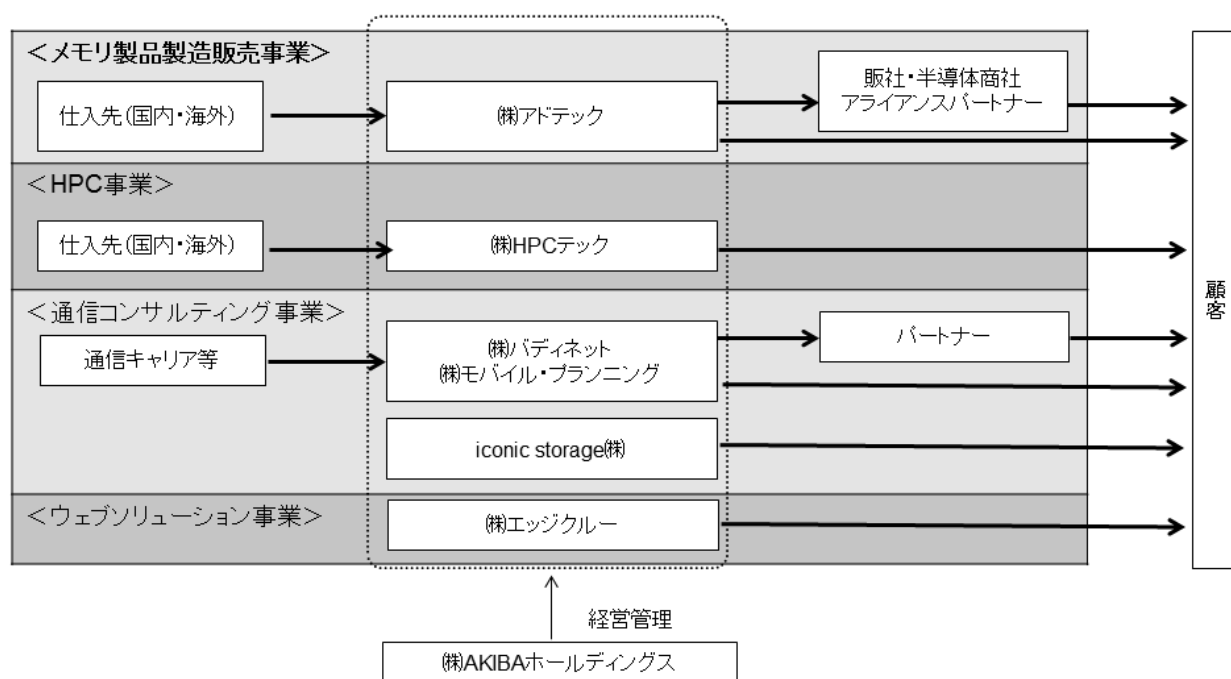 ＜メモリ製品製造販売事業＞
仕入先(国内・海外)
㈱アドテック
販社・半導体商社
アライアンスパートナー
＜HPC事業＞
仕入先(国内・海外)
㈱HPCテック
＜通信コンサルティング事業＞
通信キャリア等
㈱バディネット
㈱モバイル・プランニング
パートナー
iconic storage㈱
＜ウェブソリューション事業＞
㈱エッジクルー
顧客
経営管理
㈱AKIBAホールディングス